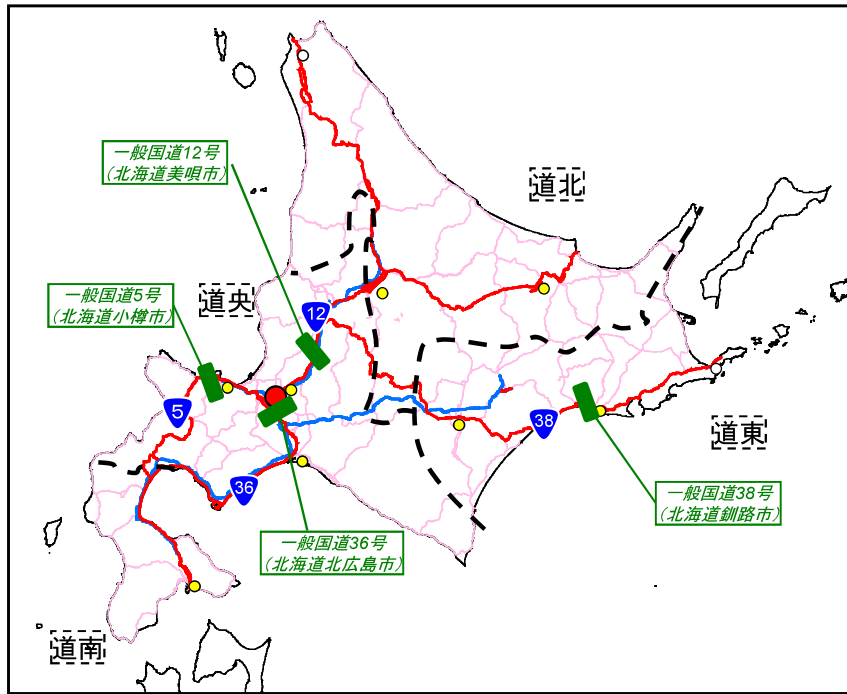 一般国道12号
(北海道美唄市)
道北
一般国道5号
(北海道小樽市)
道央
12
5
38
道東
36
一般国道38号
(北海道釧路市)
一般国道36号
(北海道北広島市)
道南